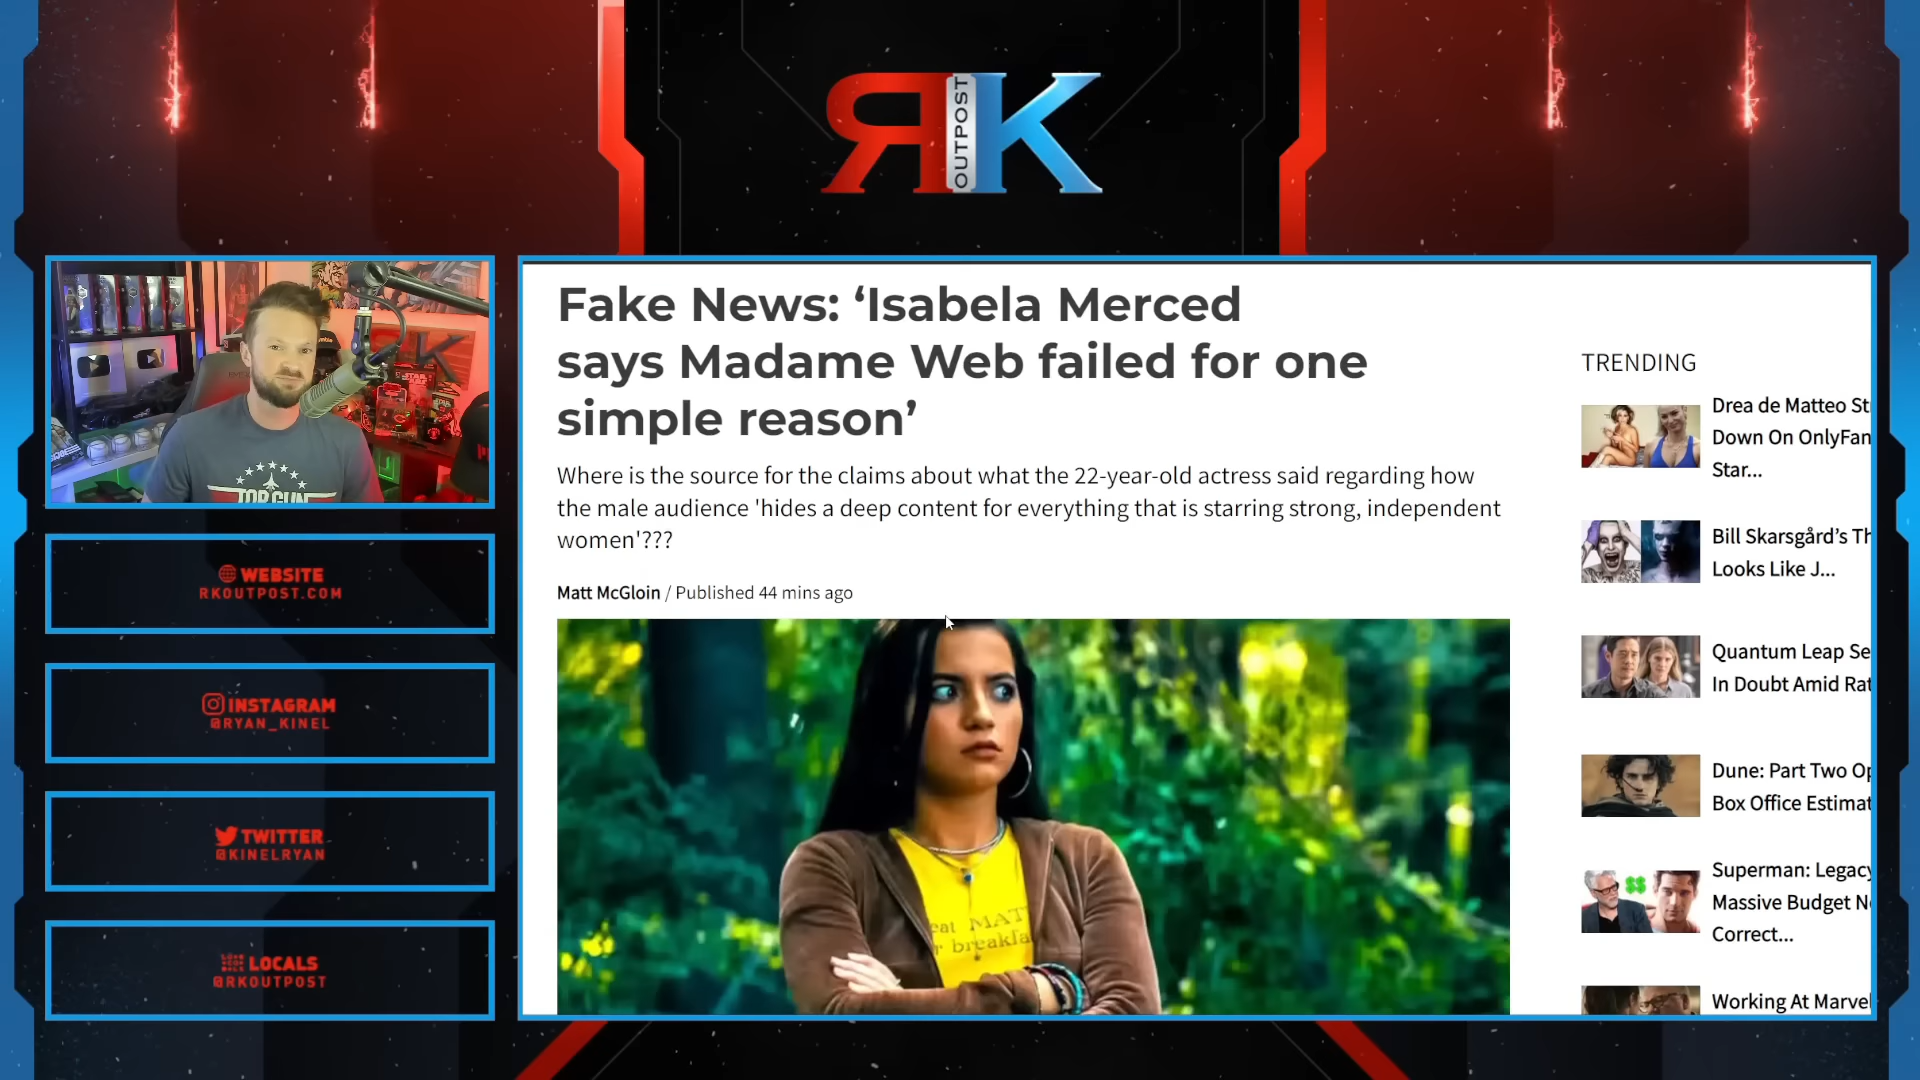 RK
OUTPOST
TOP GUN
WEBSITE
RKOUTPOST.COM
INSTAGRAM
@RYAN_KINEL
TWITTER
@KINELRYAN
LOCALS
@RKOUTPOST
Fake News: ‘Isabela Merced
says Madame Web failed for one
simple reason’
Where is the source for the claims about what the 22-year-old actress said regarding how
the male audience 'hides a deep content for everything that is starring strong, independent
women'???
Matt McGloin / Published 44 mins ago
eat MAT
r breakfa
TRENDING
Drea de Matteo St
Down On OnlyFan
Star...
Bill Skarsgård’s Th
Looks Like J...
Quantum Leap Se
In Doubt Amid Rat
Dune: Part Two Op
Box Office Estimat
Superman: Legacy
Massive Budget N
Correct...
Working At Marvel